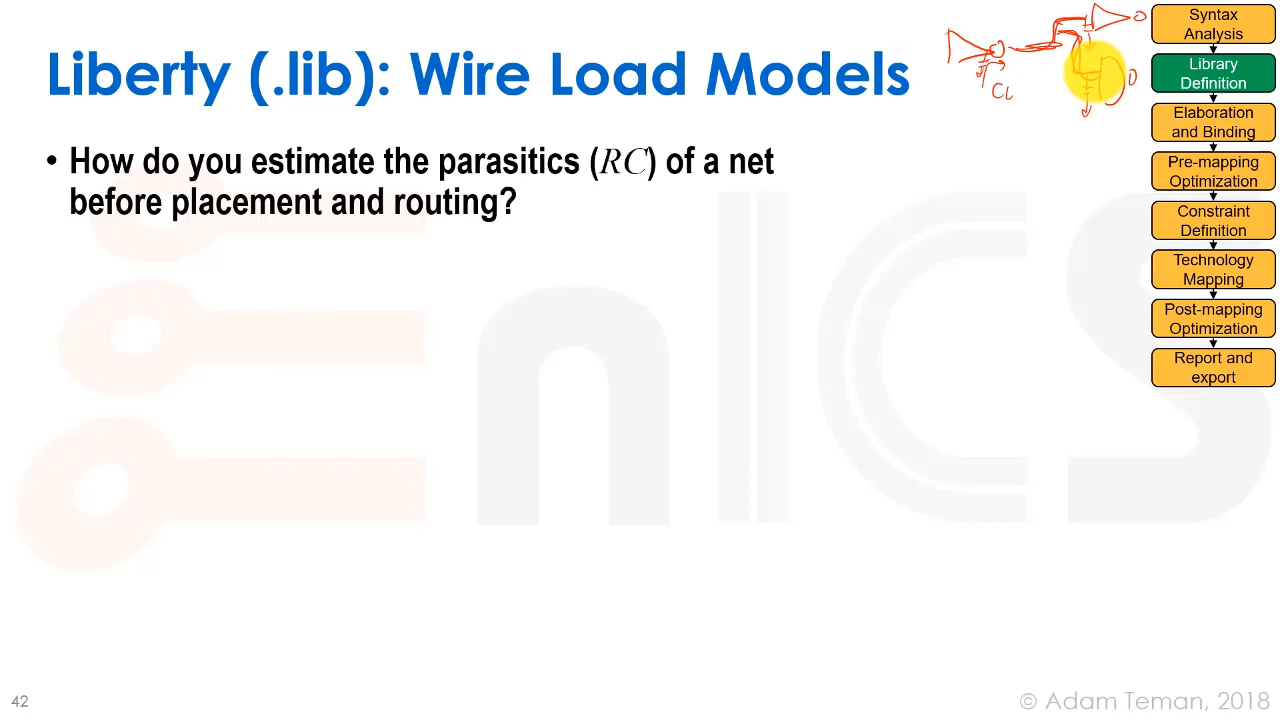 Liberty (.lib): Wire Load Models
• How do you estimate the parasitics (RC) of a net
before placement and routing?
CL
Syntax
Analysis
Library
Definition
Elaboration
and Binding
Pre-mapping
Optimization
Constraint
Definition
Technology
Mapping
Post-mapping
Optimization
Report and
export
EnICS
42
© Adam Teman, 2018